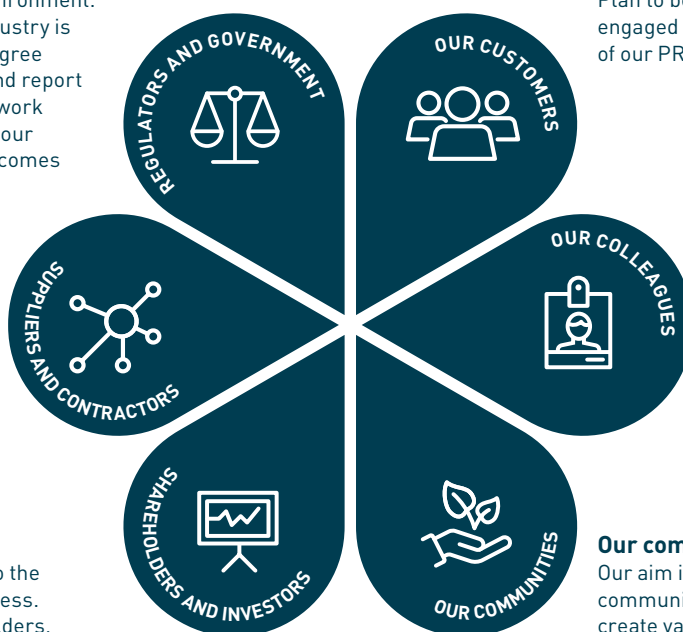 ustry is
gree
nd report
work
our
comes
engaged
of our PR
REGULATORS AND GOVERNMENT
OUR CUSTOMERS
SUPPLIERS AND CONTRACTORS
OUR COLLEAGUES
SHAREHOLDERS AND INVESTORS
OUR COMMUNITIES
o the
ess.
ders.
Our com
Our aim i
communi
create va